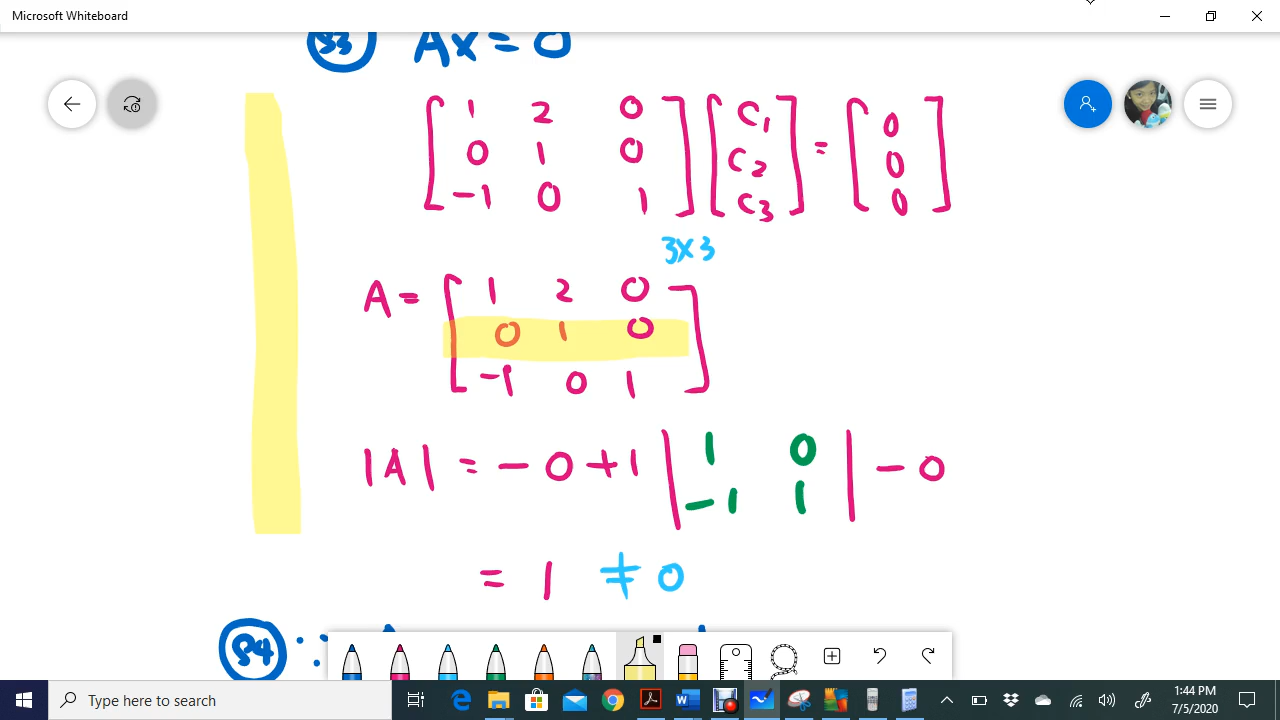 Microsoft Whiteboard
S3 Ax = 0
[1 2 0] [C1] = [0]
[0 1 0] [C2] [0]
[-1 0 1] [C3] [0]
3x3
A = [1 2 0]
[0 1 0]
[-1 0 1]
|A| = - 0 + 1 |1 0| - 0
|-1 1|
= 1 ≠ 0
S4
Type here to search
1:44 PM
7/5/2020